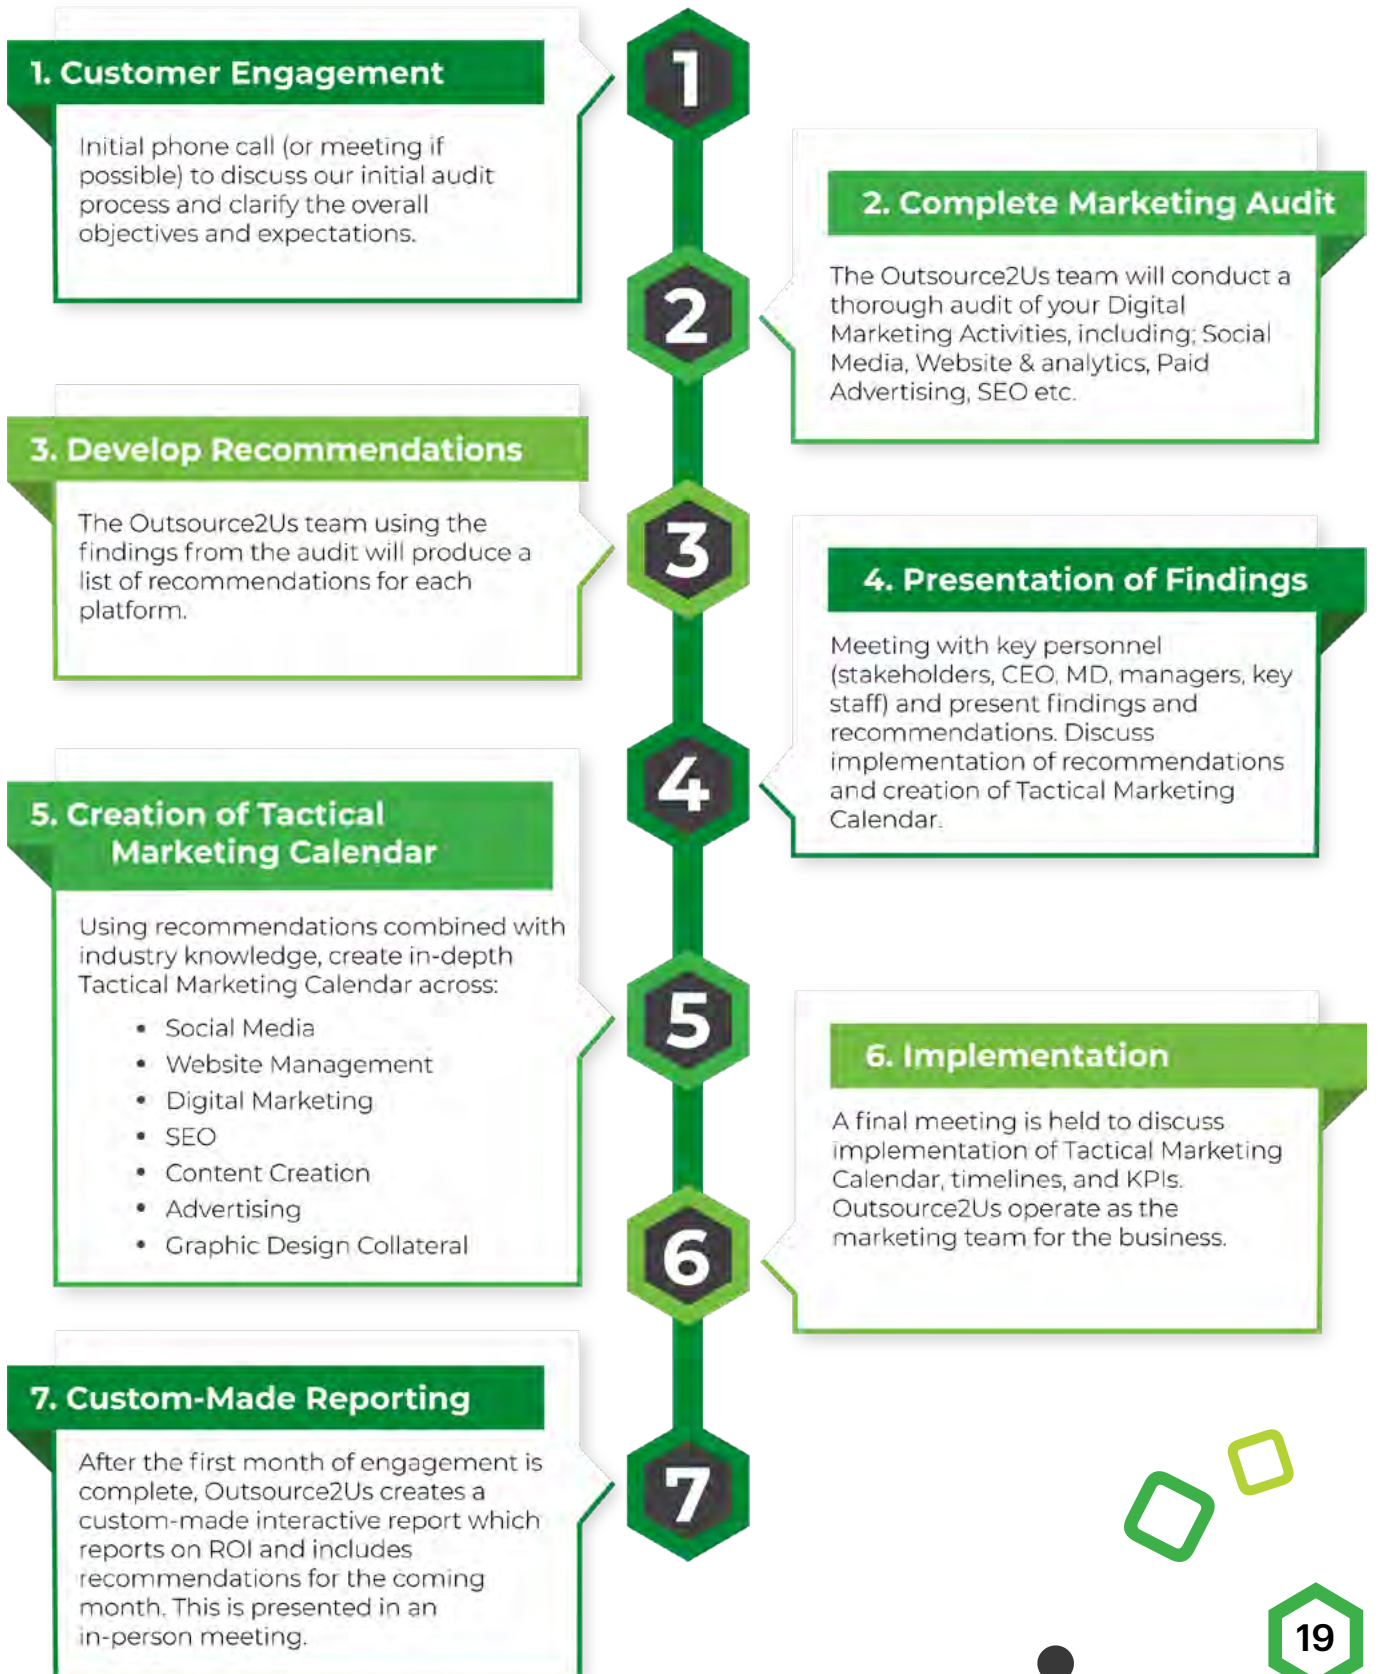 1. Customer Engagement
Initial phone call (or meeting if
possible) to discuss our initial audit
process and clarify the overall
objectives and expectations.
1
2. Complete Marketing Audit
The Outsource2Us team will conduct a
thorough audit of your Digital
Marketing Activities, including; Social
Media, Website & analytics, Paid
Advertising, SEO etc.
2
3. Develop Recommendations
The Outsource2Us team using the
findings from the audit will produce a
list of recommendations for each
platform.
3
4. Presentation of Findings
Meeting with key personnel
(stakeholders, CEO, MD, managers, key
staff) and present findings and
recommendations. Discuss
implementation of recommendations
and creation of Tactical Marketing
Calendar.
4
5. Creation of Tactical
Marketing Calendar
Using recommendations combined with
industry knowledge, create in-depth
Tactical Marketing Calendar across:
• Social Media
• Website Management
• Digital Marketing
• SEO
• Content Creation
• Advertising
• Graphic Design Collateral
5
6. Implementation
A final meeting is held to discuss
implementation of Tactical Marketing
Calendar, timelines, and KPIs.
Outsource2Us operate as the
marketing team for the business.
6
7. Custom-Made Reporting
After the first month of engagement is
complete, Outsource2Us creates a
custom-made interactive report which
reports on ROI and includes
recommendations for the coming
month. This is presented in an
in-person meeting.
7
19